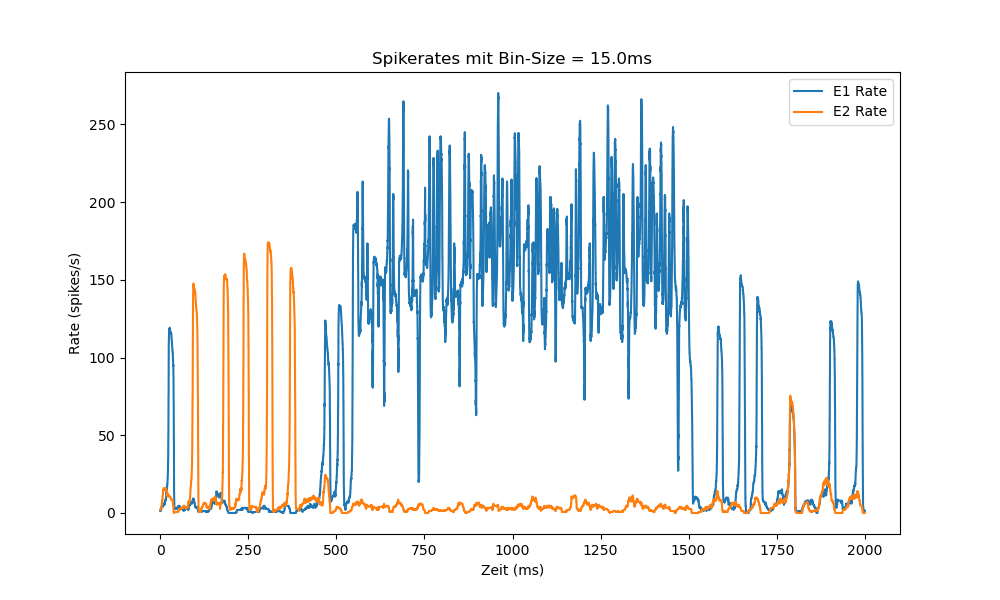 Spikerates mit Bin-Size = 15.0ms
E1 Rate
E2 Rate
250
200
150
100
50
0
Rate (spikes/s)
0 250 500 750 1000 1250 1500 1750 2000
Zeit (ms)